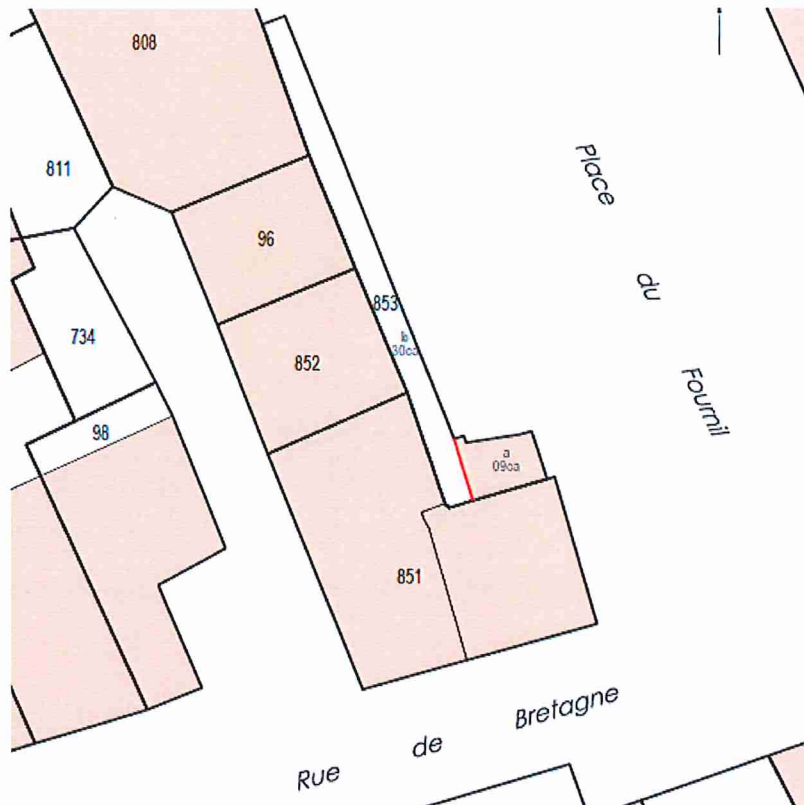 808
811
Place
96
du
853
b
30ca
734
852
Fournil
98
a
09ca
851
Rue de Bretagne